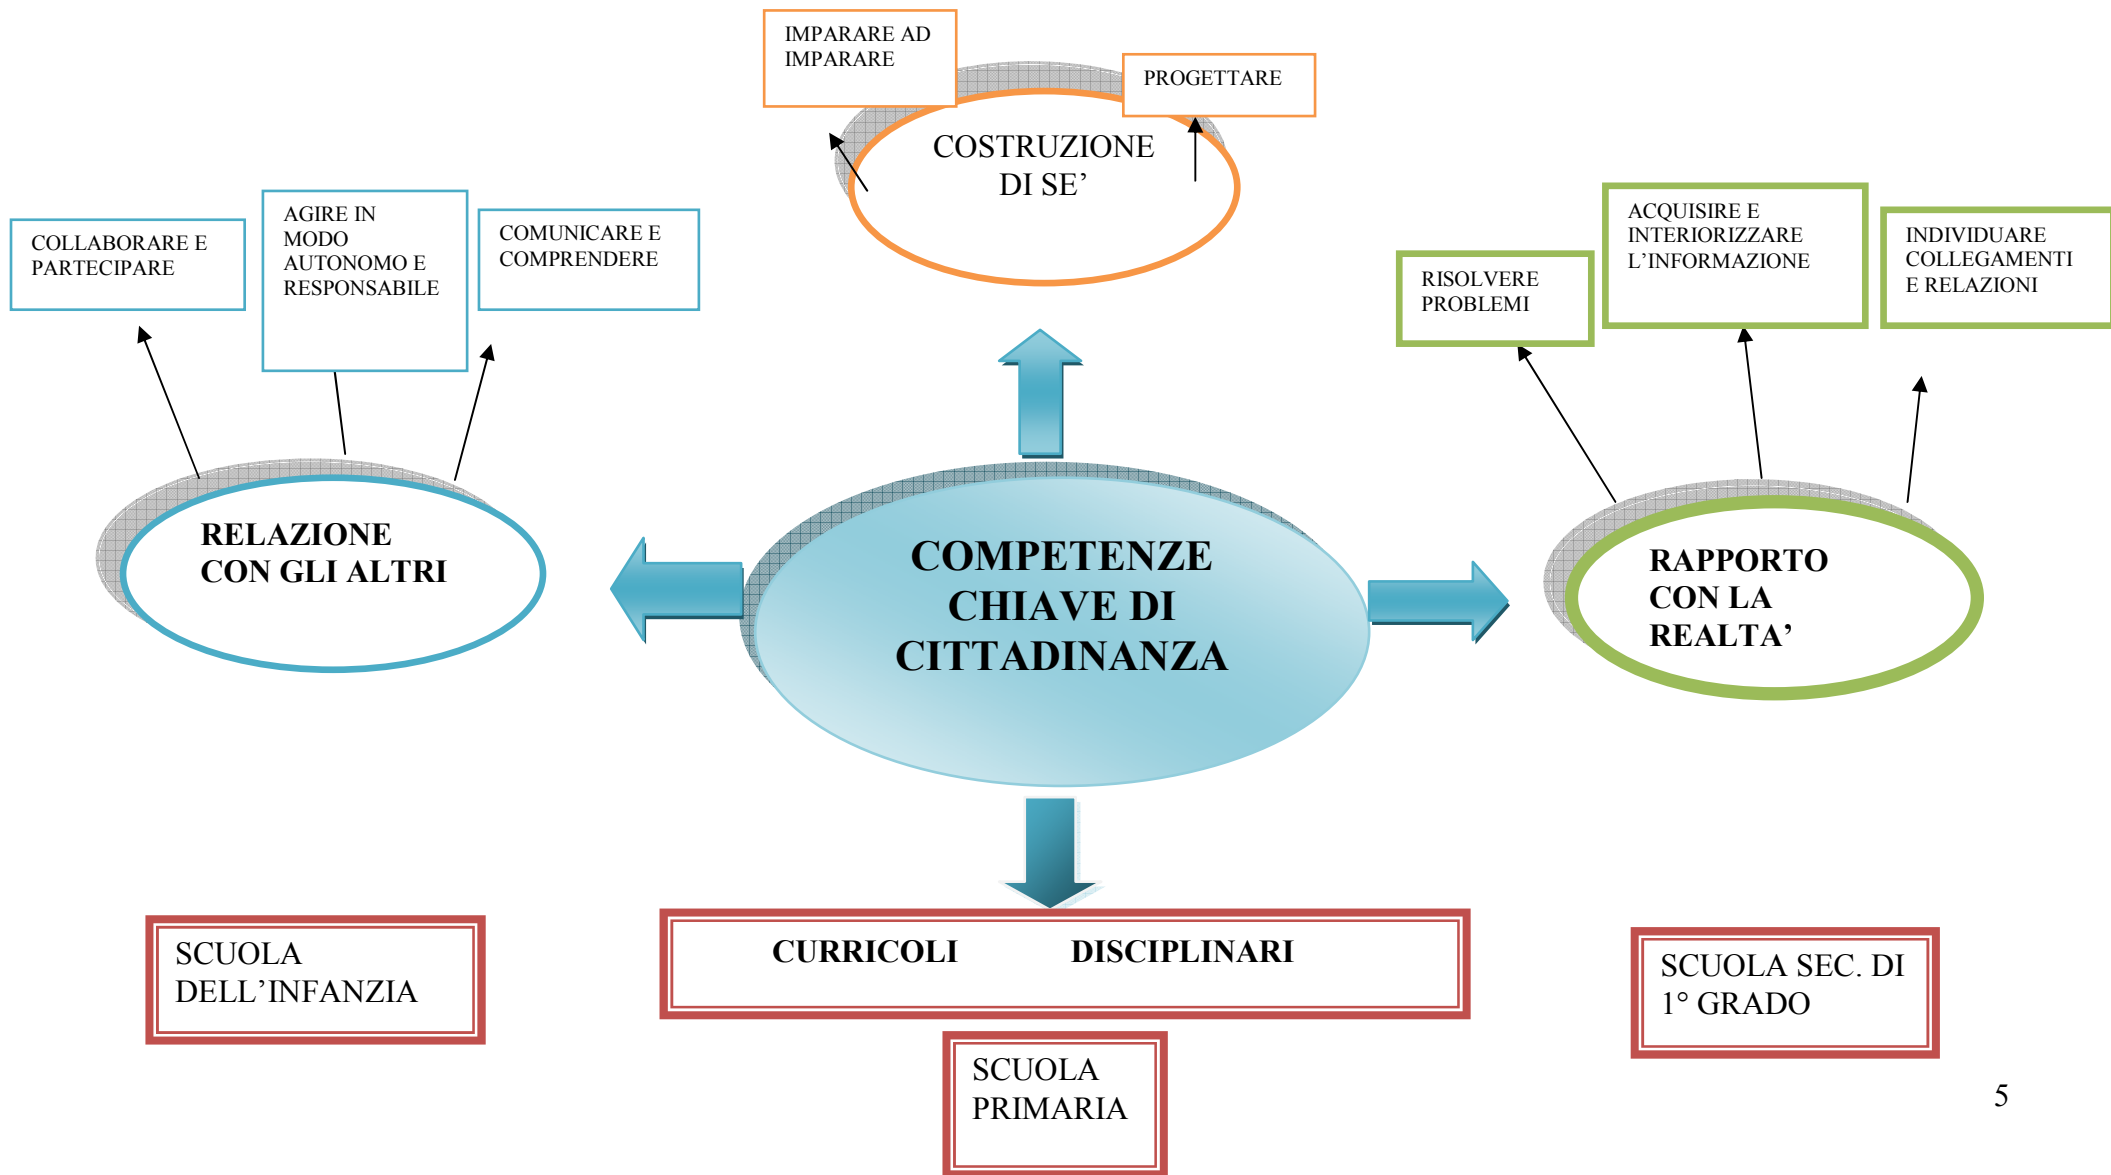 IMPARARE AD
IMPARARE
PROGETTARE
COSTRUZIONE
DI SE’
COLLABORARE E
PARTECIPARE
AGIRE IN
MODO
AUTONOMO E
RESPONSABILE
COMUNICARE E
COMPRENDERE
RISOLVERE
PROBLEMI
ACQUISIRE E
INTERIORIZZARE
L’INFORMAZIONE
INDIVIDUARE
COLLEGAMENTI
E RELAZIONI
RELAZIONE
CON GLI ALTRI
COMPETENZE
CHIAVE DI
CITTADINANZA
RAPPORTO
CON LA
REALTA’
SCUOLA
DELL’INFANZIA
CURRICOLI DISCIPLINARI
SCUOLA SEC. DI
1° GRADO
SCUOLA
PRIMARIA
5